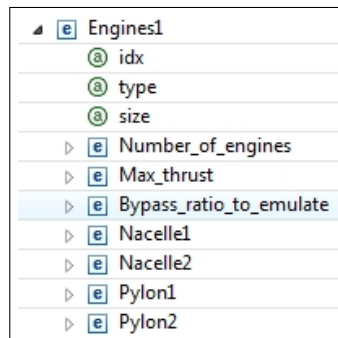 e Engines1
a idx
a type
a size
e Number_of_engines
e Max_thrust
e Bypass_ratio_to_emulate
e Nacelle1
e Nacelle2
e Pylon1
e Pylon2